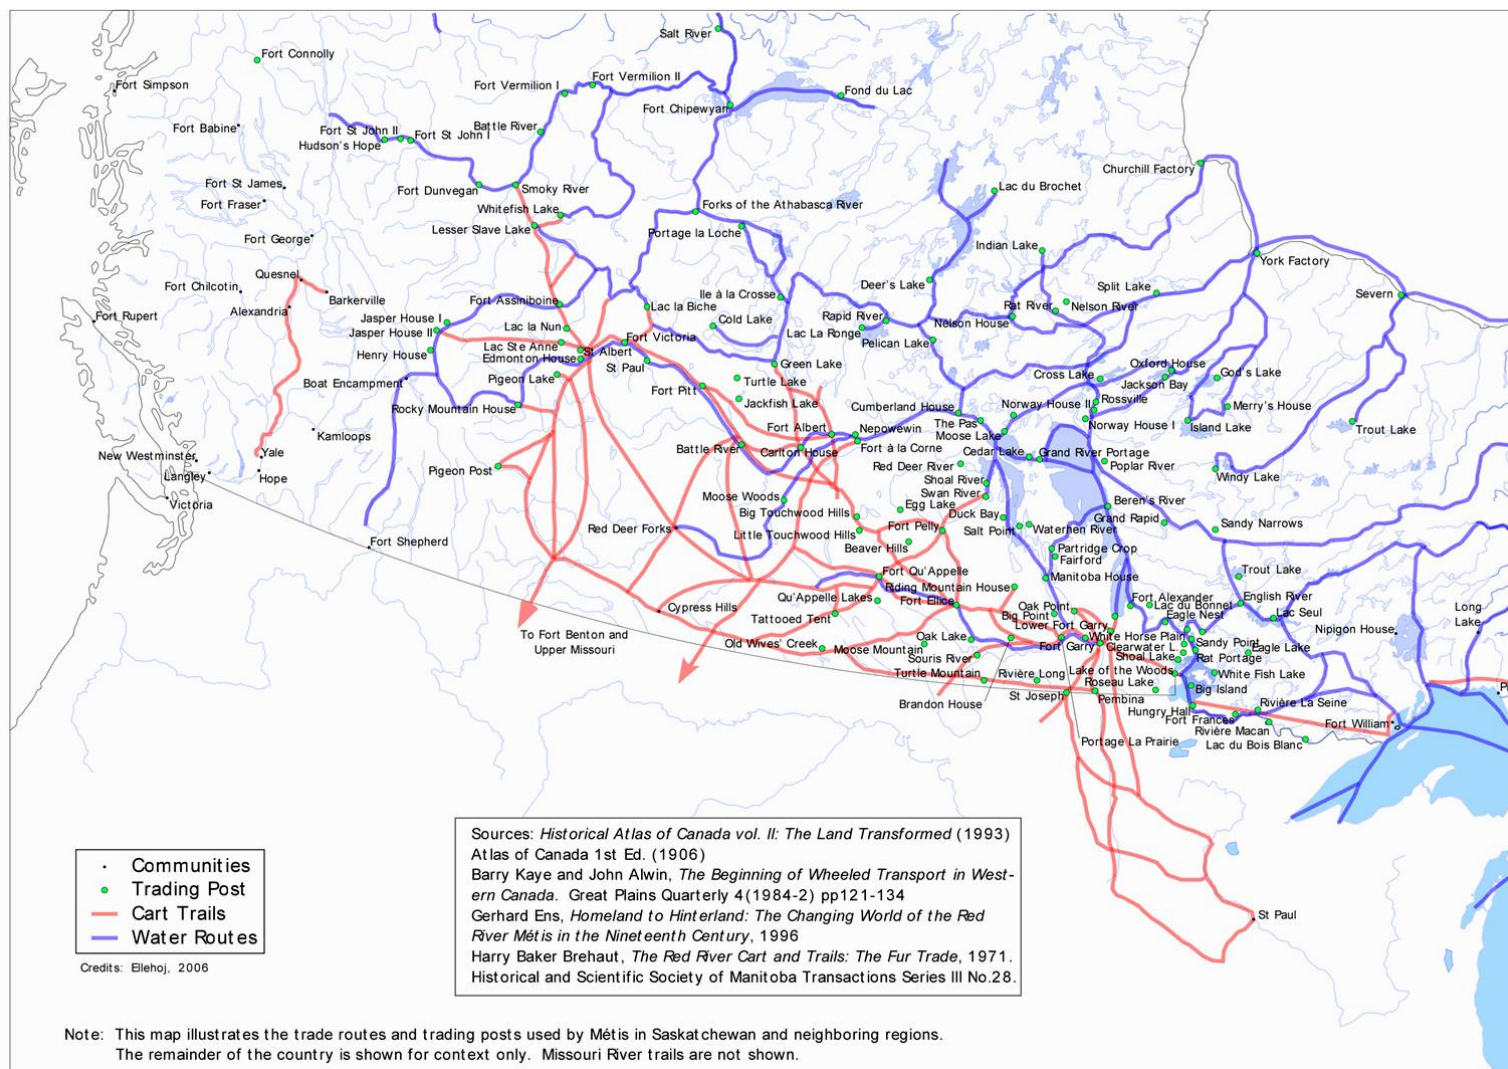 Salt River
Fort Connolly
Fort Vermilion II
Fort Simpson
Fort Vermilion I
Fond du Lac
Fort Chipewyan
Fort Babine
Fort St John II
Fort St John I
Battle River
Hudson's Hope
Churchill Factory
Fort St James
Fort Dunvegan
Smoky River
Lac du Brochet
Fort Fraser
Whitefish Lake
Forks of the Athabasca River
Lesser Slave Lake
Portage la Loche
Fort George
Indian Lake
York Factory
Quesnel
Fort Chilcotin
Barkerville
Fort Assiniboine
Ile à la Crosse
Deer's Lake
Split Lake
Severn
Alexandria
Lac la Biche
Rat River
Nelson River
Fort Rupert
Jasper House I
Cold Lake
Rapid River
Nelson House
Jasper House II
Lac la Nun
Lac La Ronge
Fort Victoria
Pelican Lake
Lac Ste Anne
Henry House
Edmonton House
St Albert
St Paul
Green Lake
Oxford House
Boat Encampment
Pigeon Lake
Turtle Lake
Cross Lake
Jackson Bay
God's Lake
Fort Pitt
Jackfish Lake
Rocky Mountain House
Cumberland House
Norway House II
Rossville
Merry's House
Kamloops
Fort Albert
Nepowewin
The Pas
Norway House I
Island Lake
Trout Lake
Moose Lake
Battle River
Carlton House
Fort à la Corne
Cedar Lake
Grand River Portage
New Westminster
Yale
Pigeon Post
Red Deer River
Poplar River
Langley
Hope
Shoal River
Windy Lake
Victoria
Moose Woods
Swan River
Egg Lake
Beren's River
Big Touchwood Hills
Duck Bay
Grand Rapid
Red Deer Forks
Fort Pelly
Salt Point
Waterhen River
Sandy Narrows
Little Touchwood Hills
Fort Shepherd
Beaver Hills
Partridge Crop
Fairford
Fort Qu'Appelle
Manitoba House
Trout Lake
Riding Mountain House
Qu'Appelle Lakes
Fort Ellice
Fort Alexander
English River
Cypress Hills
Oak Point
Lac du Bonnet
Long
Lake
Tattooed Tent
Big Point
Eagle Nest
Lac Seul
Lower Fort Garry
Nipigon House
To Fort Benton and
Upper Missouri
Old Wives' Creek
Oak Lake
White Horse Plain
Sandy Point
Moose Mountain
Fort Garry
Clearwater L.
Eagle Lake
Souris River
Shoal Lake
Rat Portage
Turtle Mountain
Rivière Long
Lake of the Woods
White Fish Lake
Roseau Lake
Big Island
Brandon House
St Joseph
Pembina
Hungry Hall
Rivière La Seine
Fort Frances
Fort William
Rivière Macan
Portage La Prairie
Lac du Bois Blanc
St Paul
Communities
Trading Post
Cart Trails
Water Routes
Credits: Ellehoj, 2006
Sources: Historical Atlas of Canada vol. II: The Land Transformed (1993)
Atlas of Canada 1st Ed. (1906)
Barry Kaye and John Alwin, The Beginning of Wheeled Transport in West-
ern Canada. Great Plains Quarterly 4(1984-2) pp121-134
Gerhard Ens, Homeland to Hinterland: The Changing World of the Red
River Métis in the Nineteenth Century, 1996
Harry Baker Brehaut, The Red River Cart and Trails: The Fur Trade, 1971.
Historical and Scientific Society of Manitoba Transactions Series III No.28.
Note: This map illustrates the trade routes and trading posts used by Métis in Saskatchewan and neighboring regions.
The remainder of the country is shown for context only. Missouri River trails are not shown.